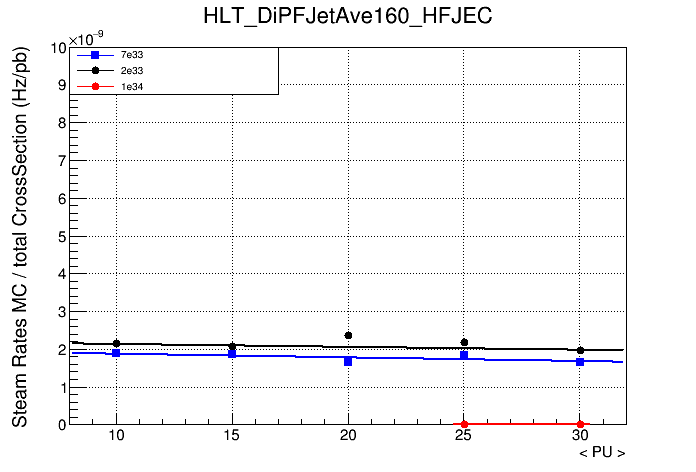 HLT_DiPFJetAve160_HFJEC
×10⁻⁹
Steam Rates MC / total CrossSection (Hz/pb)
7e33
2e33
1e34
10
9
8
7
6
5
4
3
2
1
0
10 15 20 25 30
< PU >